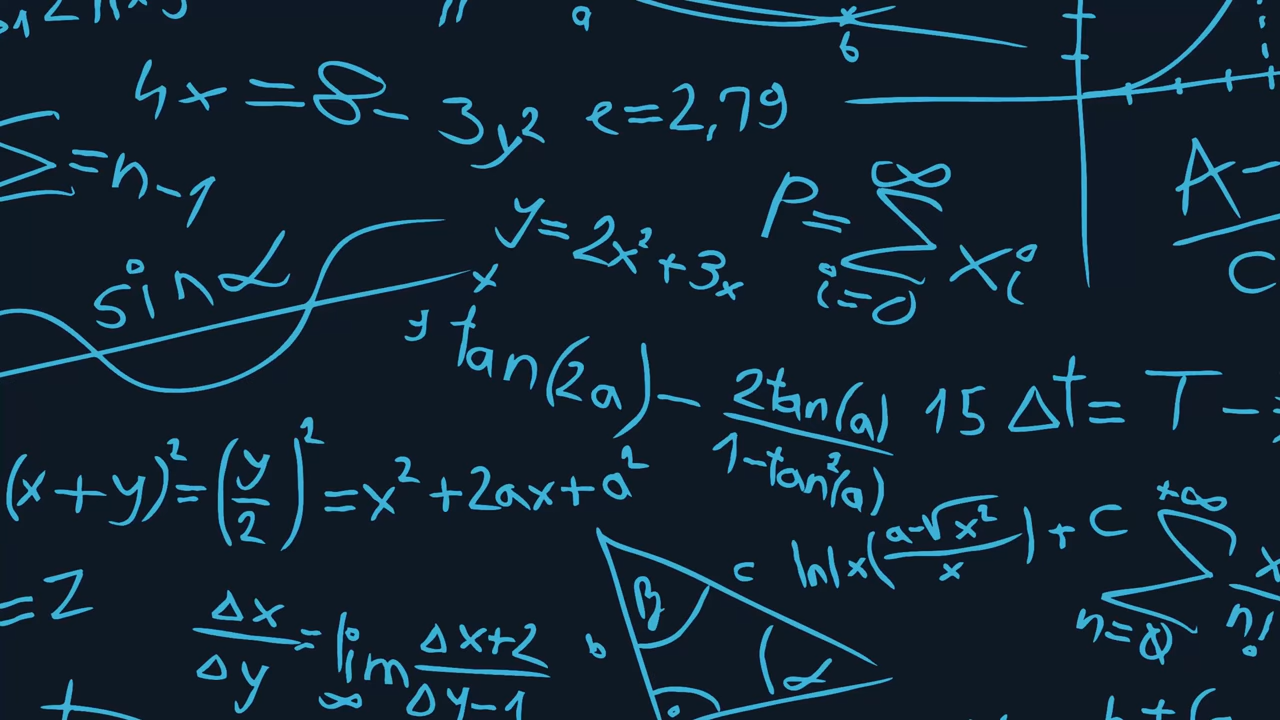 a
b
4x = 8 - 3y²
e = 2,79
Σ = n - 1
A -
C
y = 2x² + 3x
P = ∞ Σ i=0 xi
sin α
x
y
tan(2a) - 2tan(a) / 1 - tan²(a)
15 Δt = T -
(x + y)² = (y/2)² = x² + 2ax + a²
ln|x(a-√x² / x) + C
+∞ Σ n=0 x / n!
= Z
Δx / Δy = lim ∞ Δx+2 / Δy-1
b
β
c
α